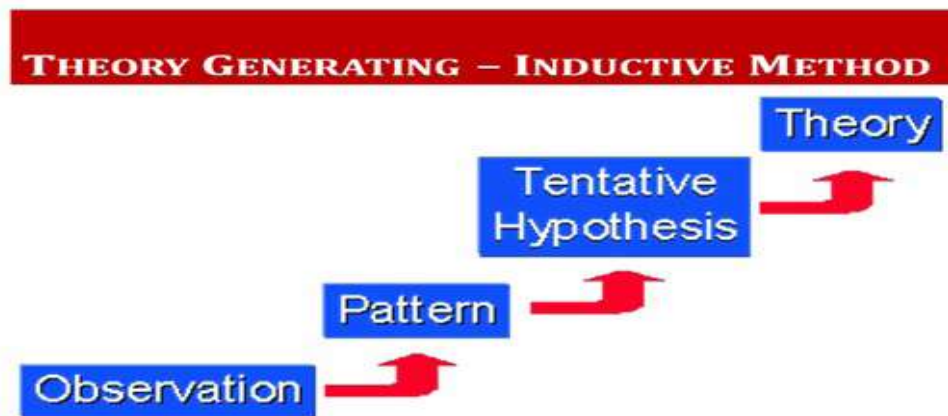 THEORY GENERATING – INDUCTIVE METHOD
Theory
Tentative
Hypothesis
Pattern
Observation